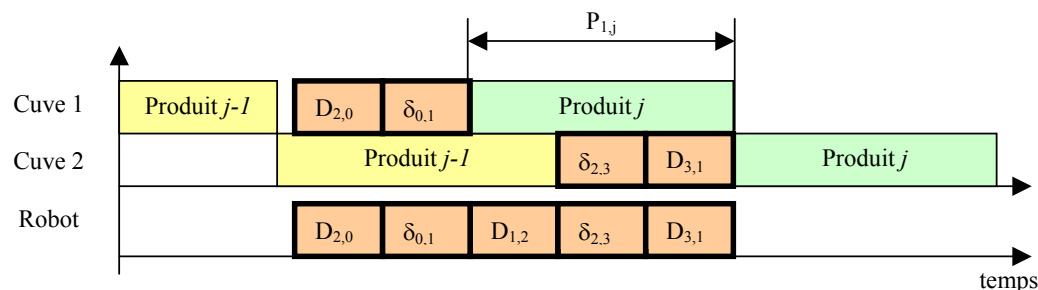 P1,j
Cuve 1 Produit j-1 D2,0 δ0,1 Produit j
Cuve 2 Produit j-1 δ2,3 D3,1 Produit j
Robot D2,0 δ0,1 D1,2 δ2,3 D3,1
temps